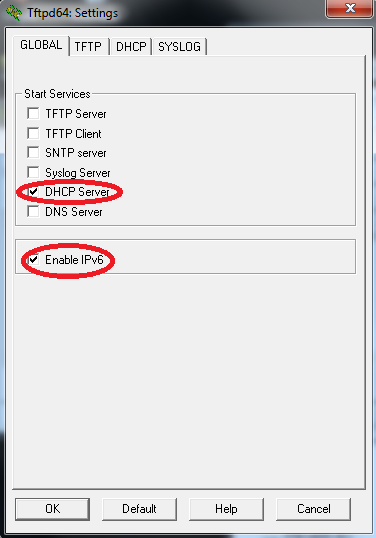 Tftpd64: Settings
GLOBAL TFTP DHCP SYSLOG
Start Services
TFTP Server
TFTP Client
SNTP server
Syslog Server
DHCP Server
DNS Server
Enable IPv6
OK Default Help Cancel